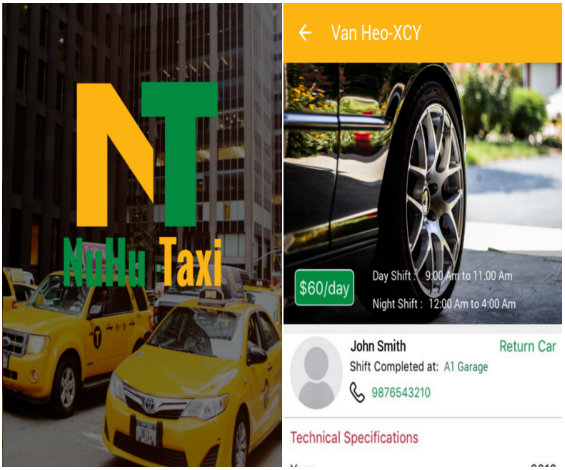 NT
NuHu Taxi
Van Heo-XCY
$60/day
Day Shift : 9:00 Am to 11:00 Am
Night Shift : 12:00 Am to 4:00 Am
John Smith
Return Car
Shift Completed at: A1 Garage
9876543210
Technical Specifications